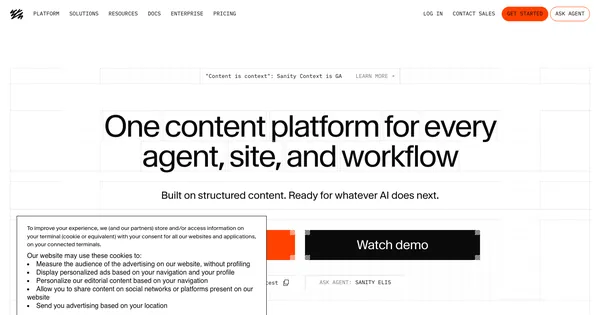 PLATFORM SOLUTIONS RESOURCES DOCS ENTERPRISE PRICING LOG IN CONTACT SALES GET STARTED ASK AGENT
"Content is context": Sanity Context is GA LEARN MORE →
One content platform for every
agent, site, and workflow
Built on structured content. Ready for whatever AI does next.
Watch demo
ASK AGENT: SANITY ELIS
To improve your experience, we (and our partners) store and/or access information on
your terminal (cookie or equivalent) with your consent for all our websites and applications,
on your connected terminals.
Our website may use these cookies to:
• Measure the audience of the advertising on our website, without profiling
• Display personalized ads based on your navigation and your profile
• Personalize our editorial content based on your navigation
• Allow you to share content on social networks or platforms present on our
website
• Send you advertising based on your location